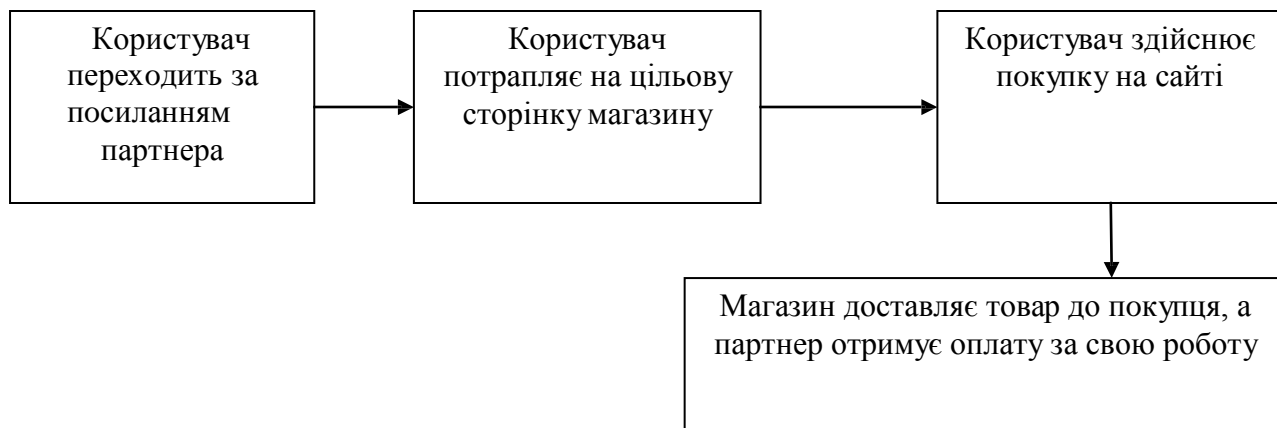 Користувач
переходить за
посиланням
партнера
Користувач
потрапляє на цільову
сторінку магазину
Користувач здійснює
покупку на сайті
Магазин доставляє товар до покупця, а
партнер отримує оплату за свою роботу